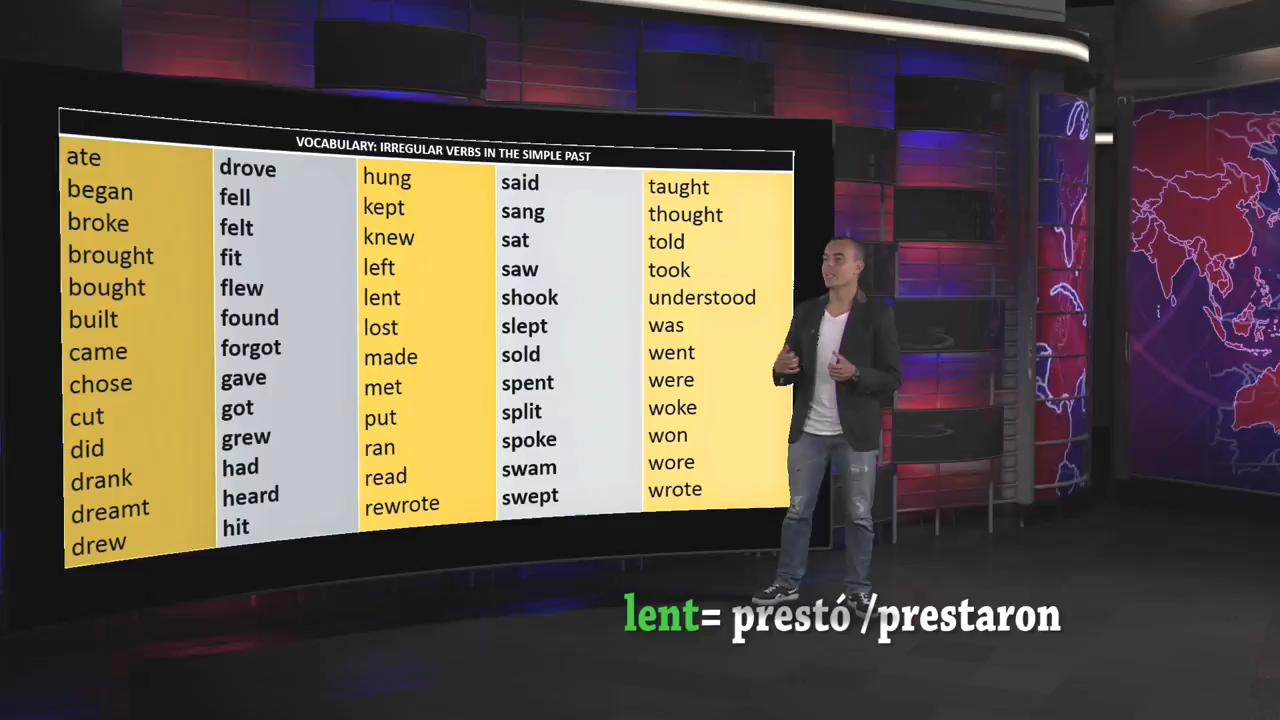 VOCABULARY: IRREGULAR VERBS IN THE SIMPLE PAST
ate
began
broke
brought
bought
built
came
chose
cut
did
drank
dreamt
drew
drove
fell
felt
fit
flew
found
forgot
gave
got
grew
had
heard
hit
hung
kept
knew
left
lent
lost
made
met
put
ran
read
rewrote
said
sang
sat
saw
shook
slept
sold
spent
split
spoke
swam
swept
taught
thought
told
took
understood
was
went
were
woke
won
wore
wrote
lent= prestó /prestaron